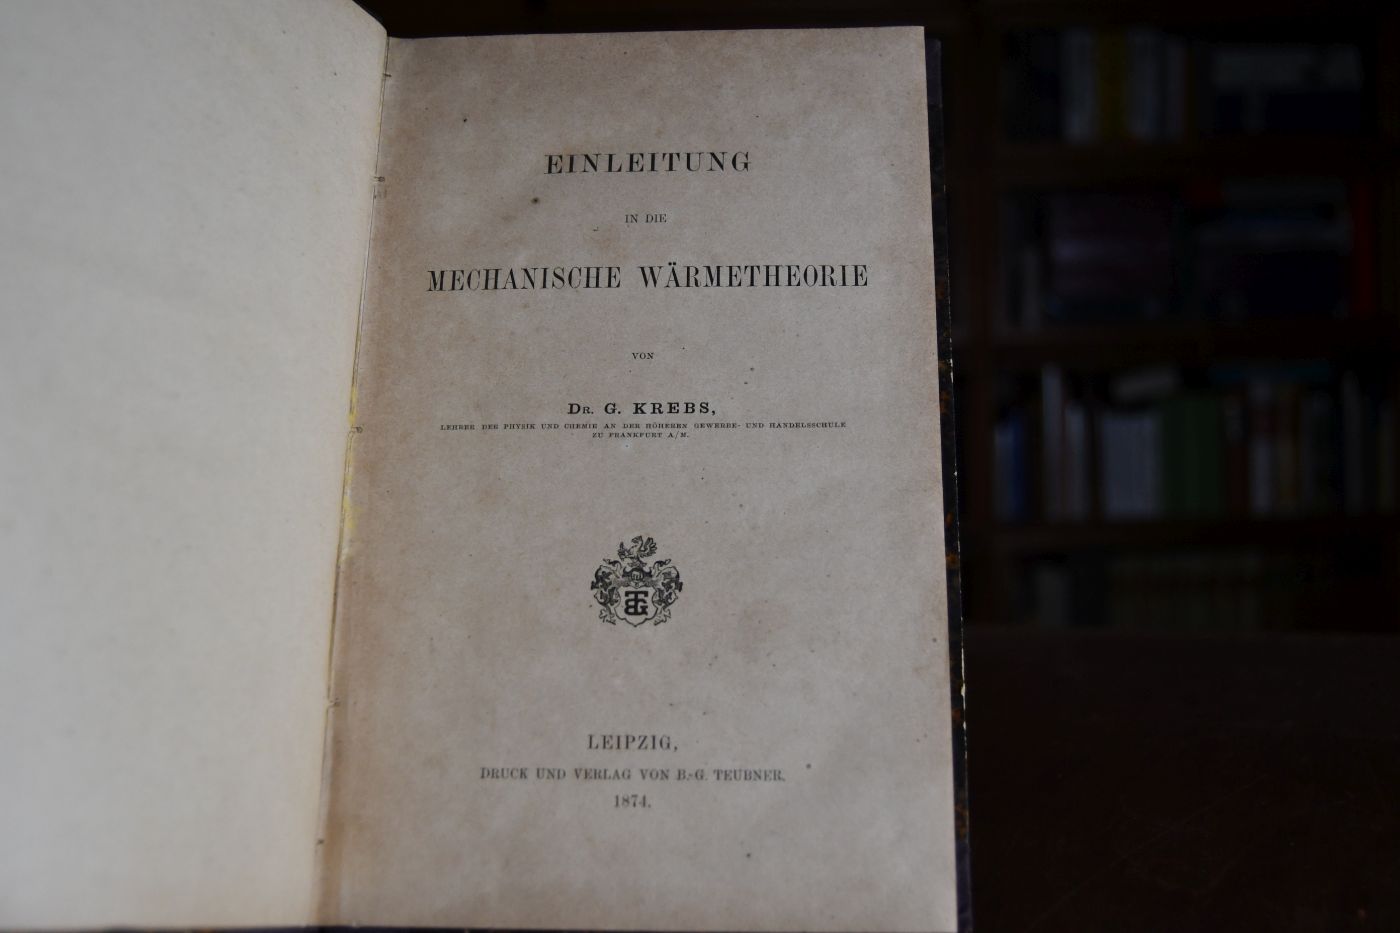 EINLEITUNG
IN DIE
MECHANISCHE WÄRMETHEORIE
VON
DR. G. KREBS,
LEHRER DER PHYSIK UND CHEMIE AN DER HÖHEREN GEWERBE- UND HANDELSSCHULE
ZU FRANKFURT A/M.
BTG
LEIPZIG,
DRUCK UND VERLAG VON B. G. TEUBNER.
1874.